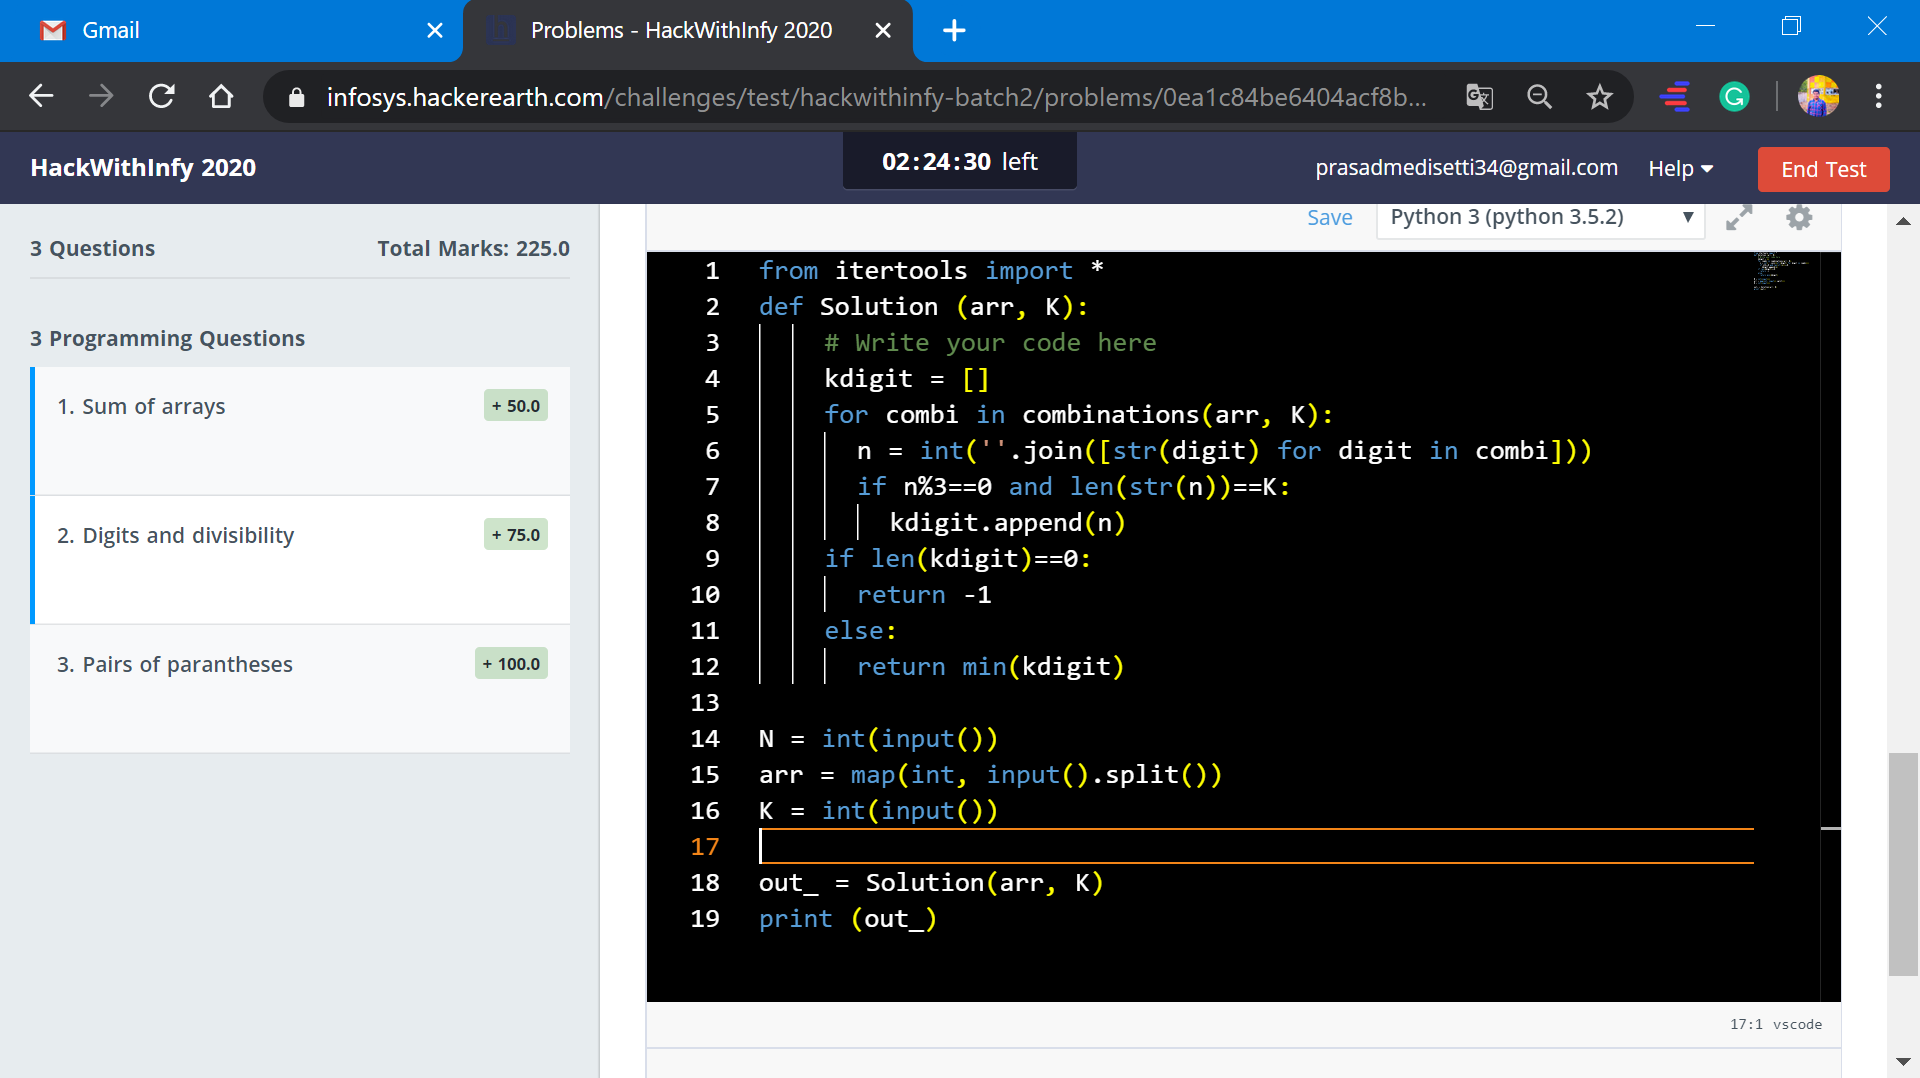 Gmail
Problems - HackWithInfy 2020
infosys.hackerearth.com/challenges/test/hackwithinfy-batch2/problems/0ea1c84be6404acf8b...
HackWithInfy 2020
02:24:30 left
prasadmedisetti34@gmail.com
Help
End Test
3 Questions
Total Marks: 225.0
3 Programming Questions
1. Sum of arrays
+ 50.0
2. Digits and divisibility
+ 75.0
3. Pairs of parantheses
+ 100.0
Save
Python 3 (python 3.5.2)
1 from itertools import *
2 def Solution (arr, K):
3 # Write your code here
4 kdigit = []
5 for combi in combinations(arr, K):
6 n = int(''.join([str(digit) for digit in combi]))
7 if n%3==0 and len(str(n))==K:
8 kdigit.append(n)
9 if len(kdigit)==0:
10 return -1
11 else:
12 return min(kdigit)
13
14 N = int(input())
15 arr = map(int, input().split())
16 K = int(input())
17
18 out_ = Solution(arr, K)
19 print (out_)
17:1 vscode